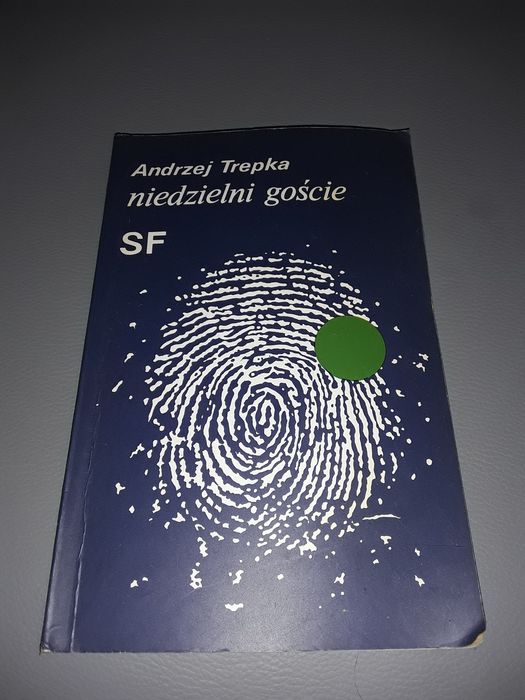 Andrzej Trepka
niedzielni goście
SF